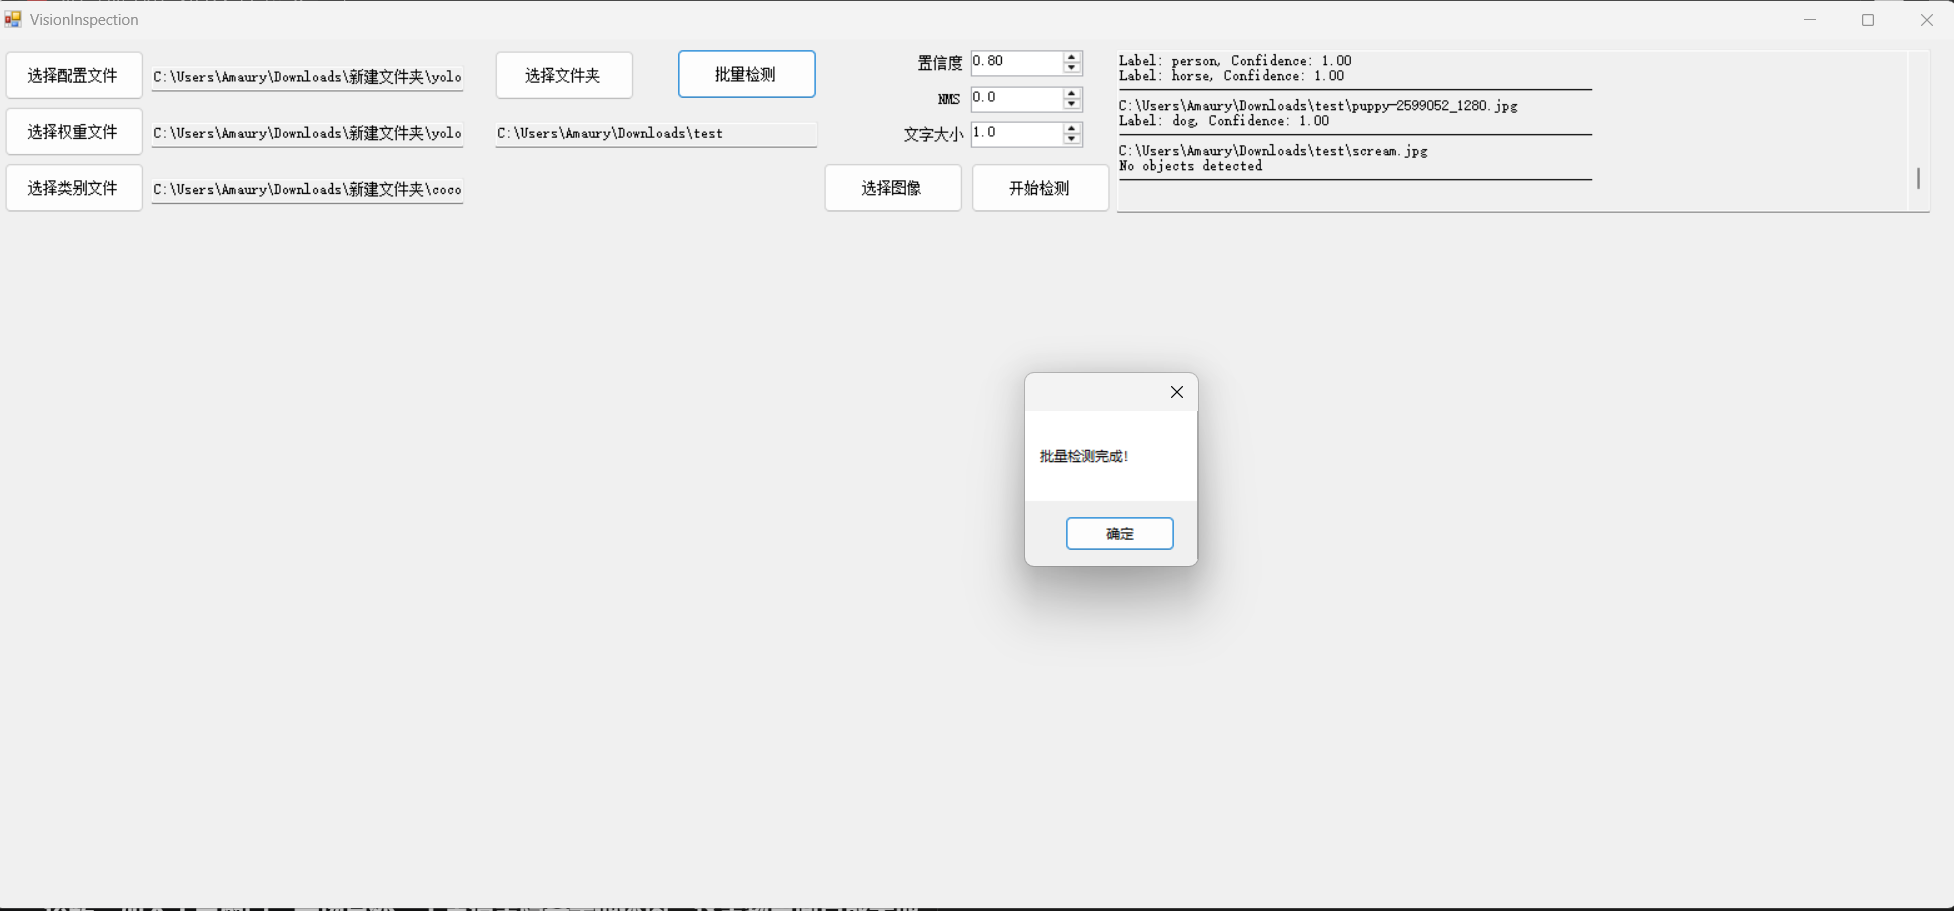 VisionInspection
选择配置文件
C:\Users\Amaury\Downloads\新建文件夹\yolo
选择文件夹
批量检测
置信度
0.80
NMS
0.0
选择权重文件
C:\Users\Amaury\Downloads\新建文件夹\yolo
C:\Users\Amaury\Downloads\test
文字大小
1.0
选择类别文件
C:\Users\Amaury\Downloads\新建文件夹\coco
选择图像
开始检测
Label: person, Confidence: 1.00
Label: horse, Confidence: 1.00
C:\Users\Amaury\Downloads\test\puppy-2599052_1280.jpg
Label: dog, Confidence: 1.00
C:\Users\Amaury\Downloads\test\scream.jpg
No objects detected
批量检测完成!
确定